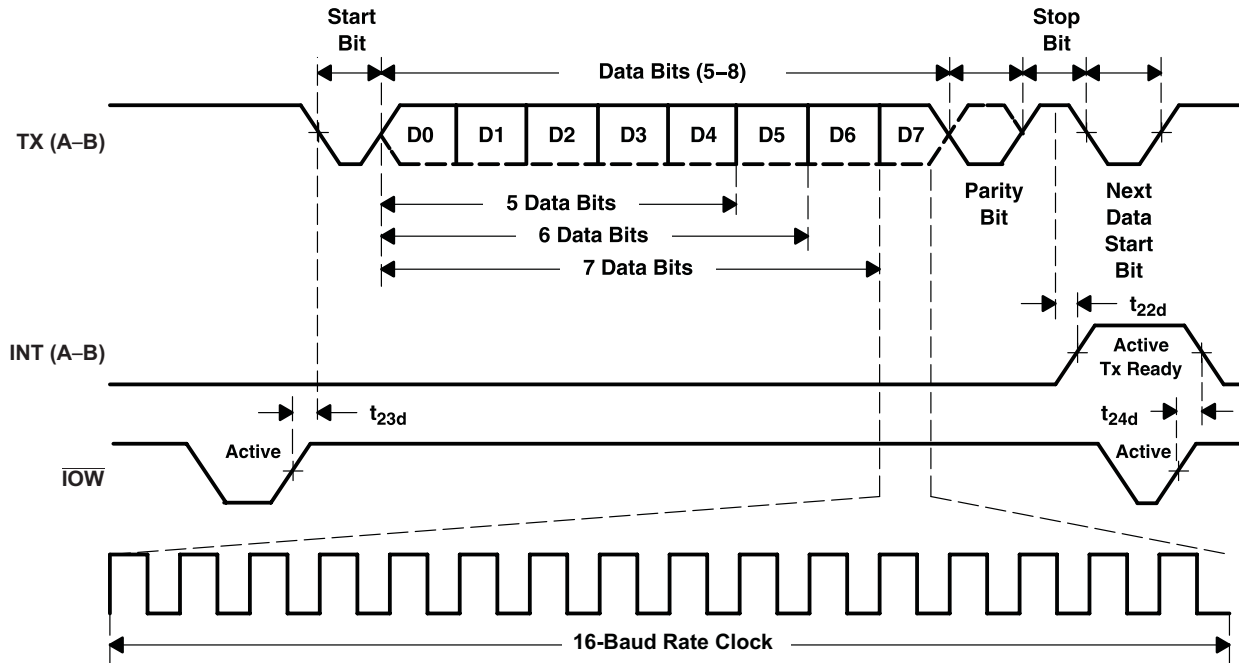 Start
Bit
Stop
Bit
Data Bits (5–8)
TX (A–B)
D0 D1 D2 D3 D4 D5 D6 D7
Parity
Bit
Next
Data
Start
Bit
5 Data Bits
6 Data Bits
7 Data Bits
t22d
INT (A–B)
Active
Tx Ready
t23d
t24d
IOW
Active
Active
16-Baud Rate Clock